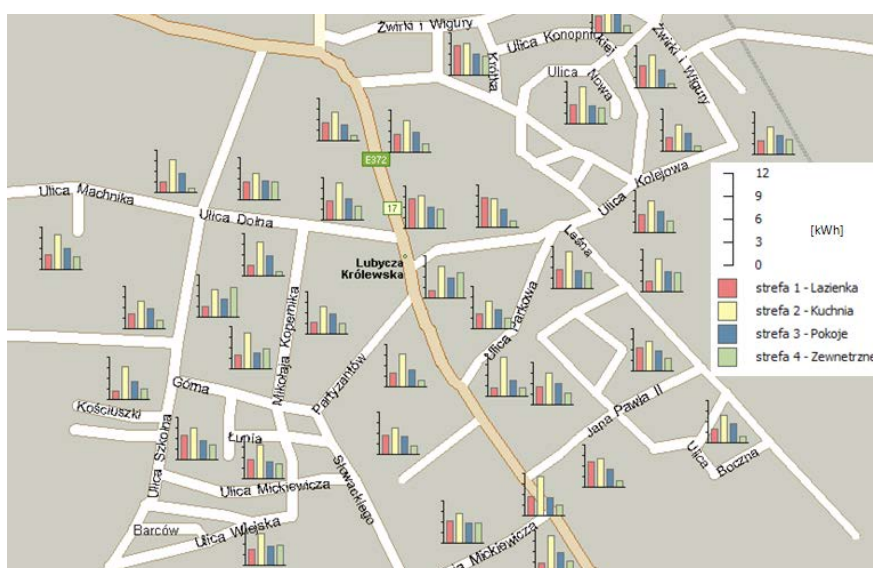 Żwirki i Wigury
Ulica Konopnickiej
Żwirki i Wigury
Krótka
Ulica Nowa
E372
Ulica Machnika
Ulica Kolejowa
17
Ulica Dolna
Leśna
Lubycza
Królewska
12
9
6
3
0
[kWh]
strefa 1 - Lazienka
strefa 2 - Kuchnia
strefa 3 - Pokoje
strefa 4 - Zewnetrzne
Mikołaja Kopernika
Ulica Parkowa
Partyzantów
Górna
Kościuszki
Jana Pawla II
Łunia
Ulica Szkolna
Słowackiego
Ulica Boczna
Ulica Mickiewicza
Barców
Ulica Wiejska
Mickiewicza